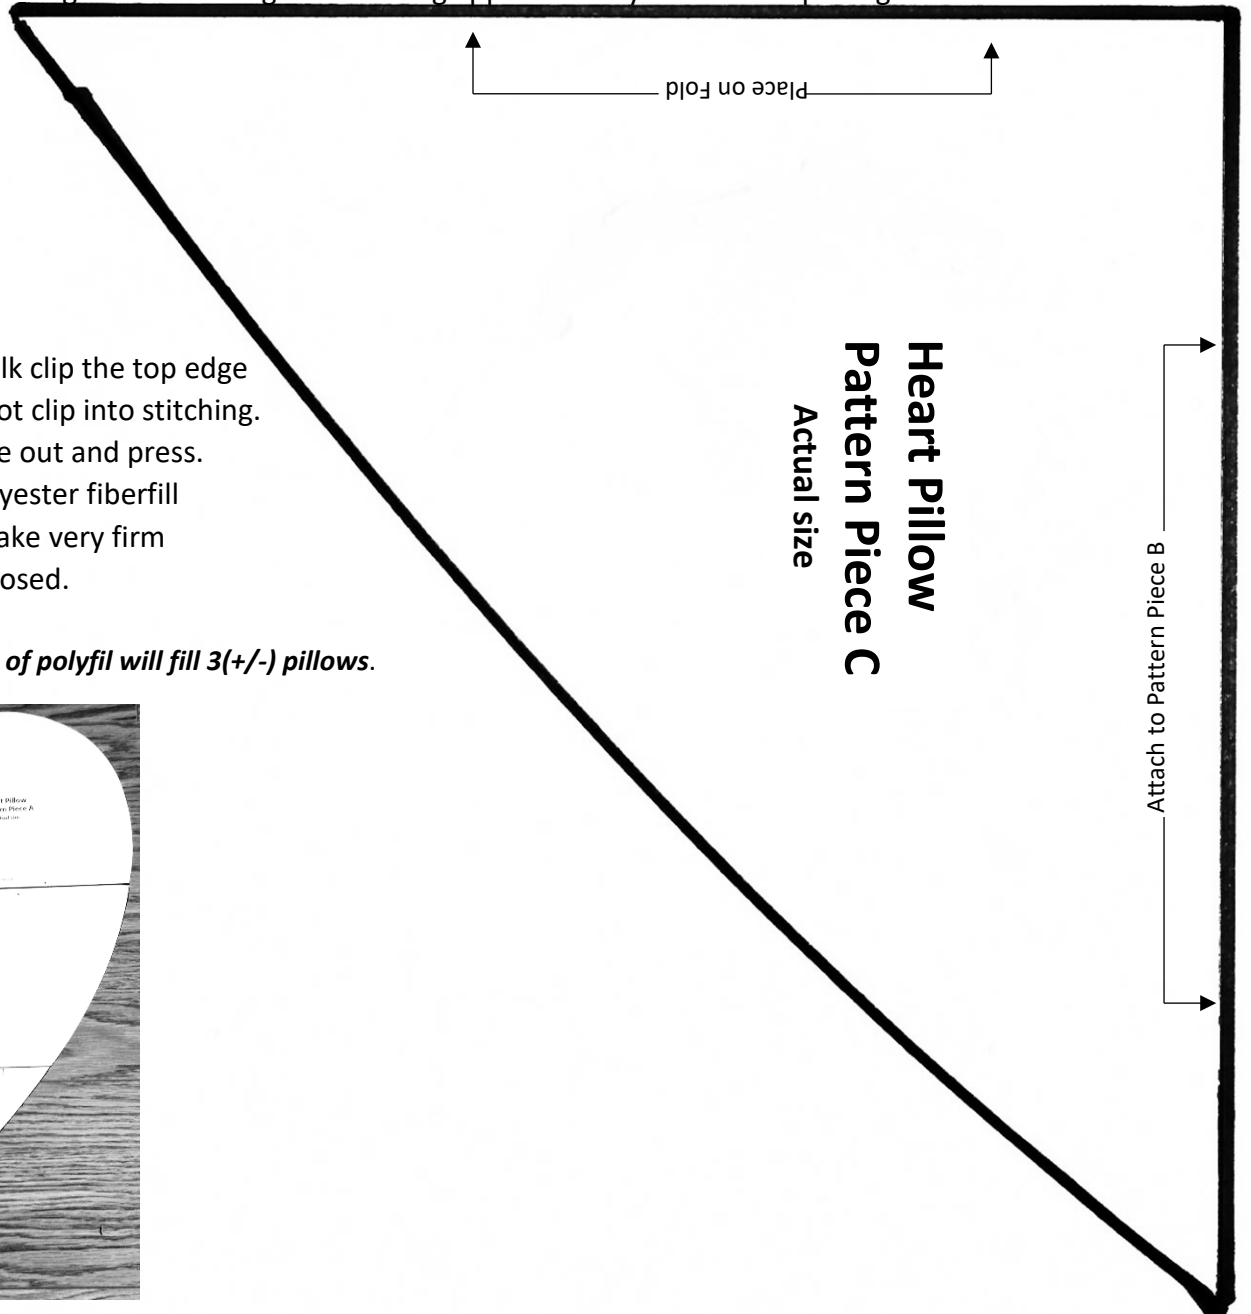 Place on Fold
Heart Pillow
Pattern Piece C
Actual size
Attach to Pattern Piece B
lk clip the top edge
ot clip into stitching.
e out and press.
yester fiberfill
ake very firm
osed.
of polyfil will fill 3(+/-) pillows.
t Pillow
rn Piece A